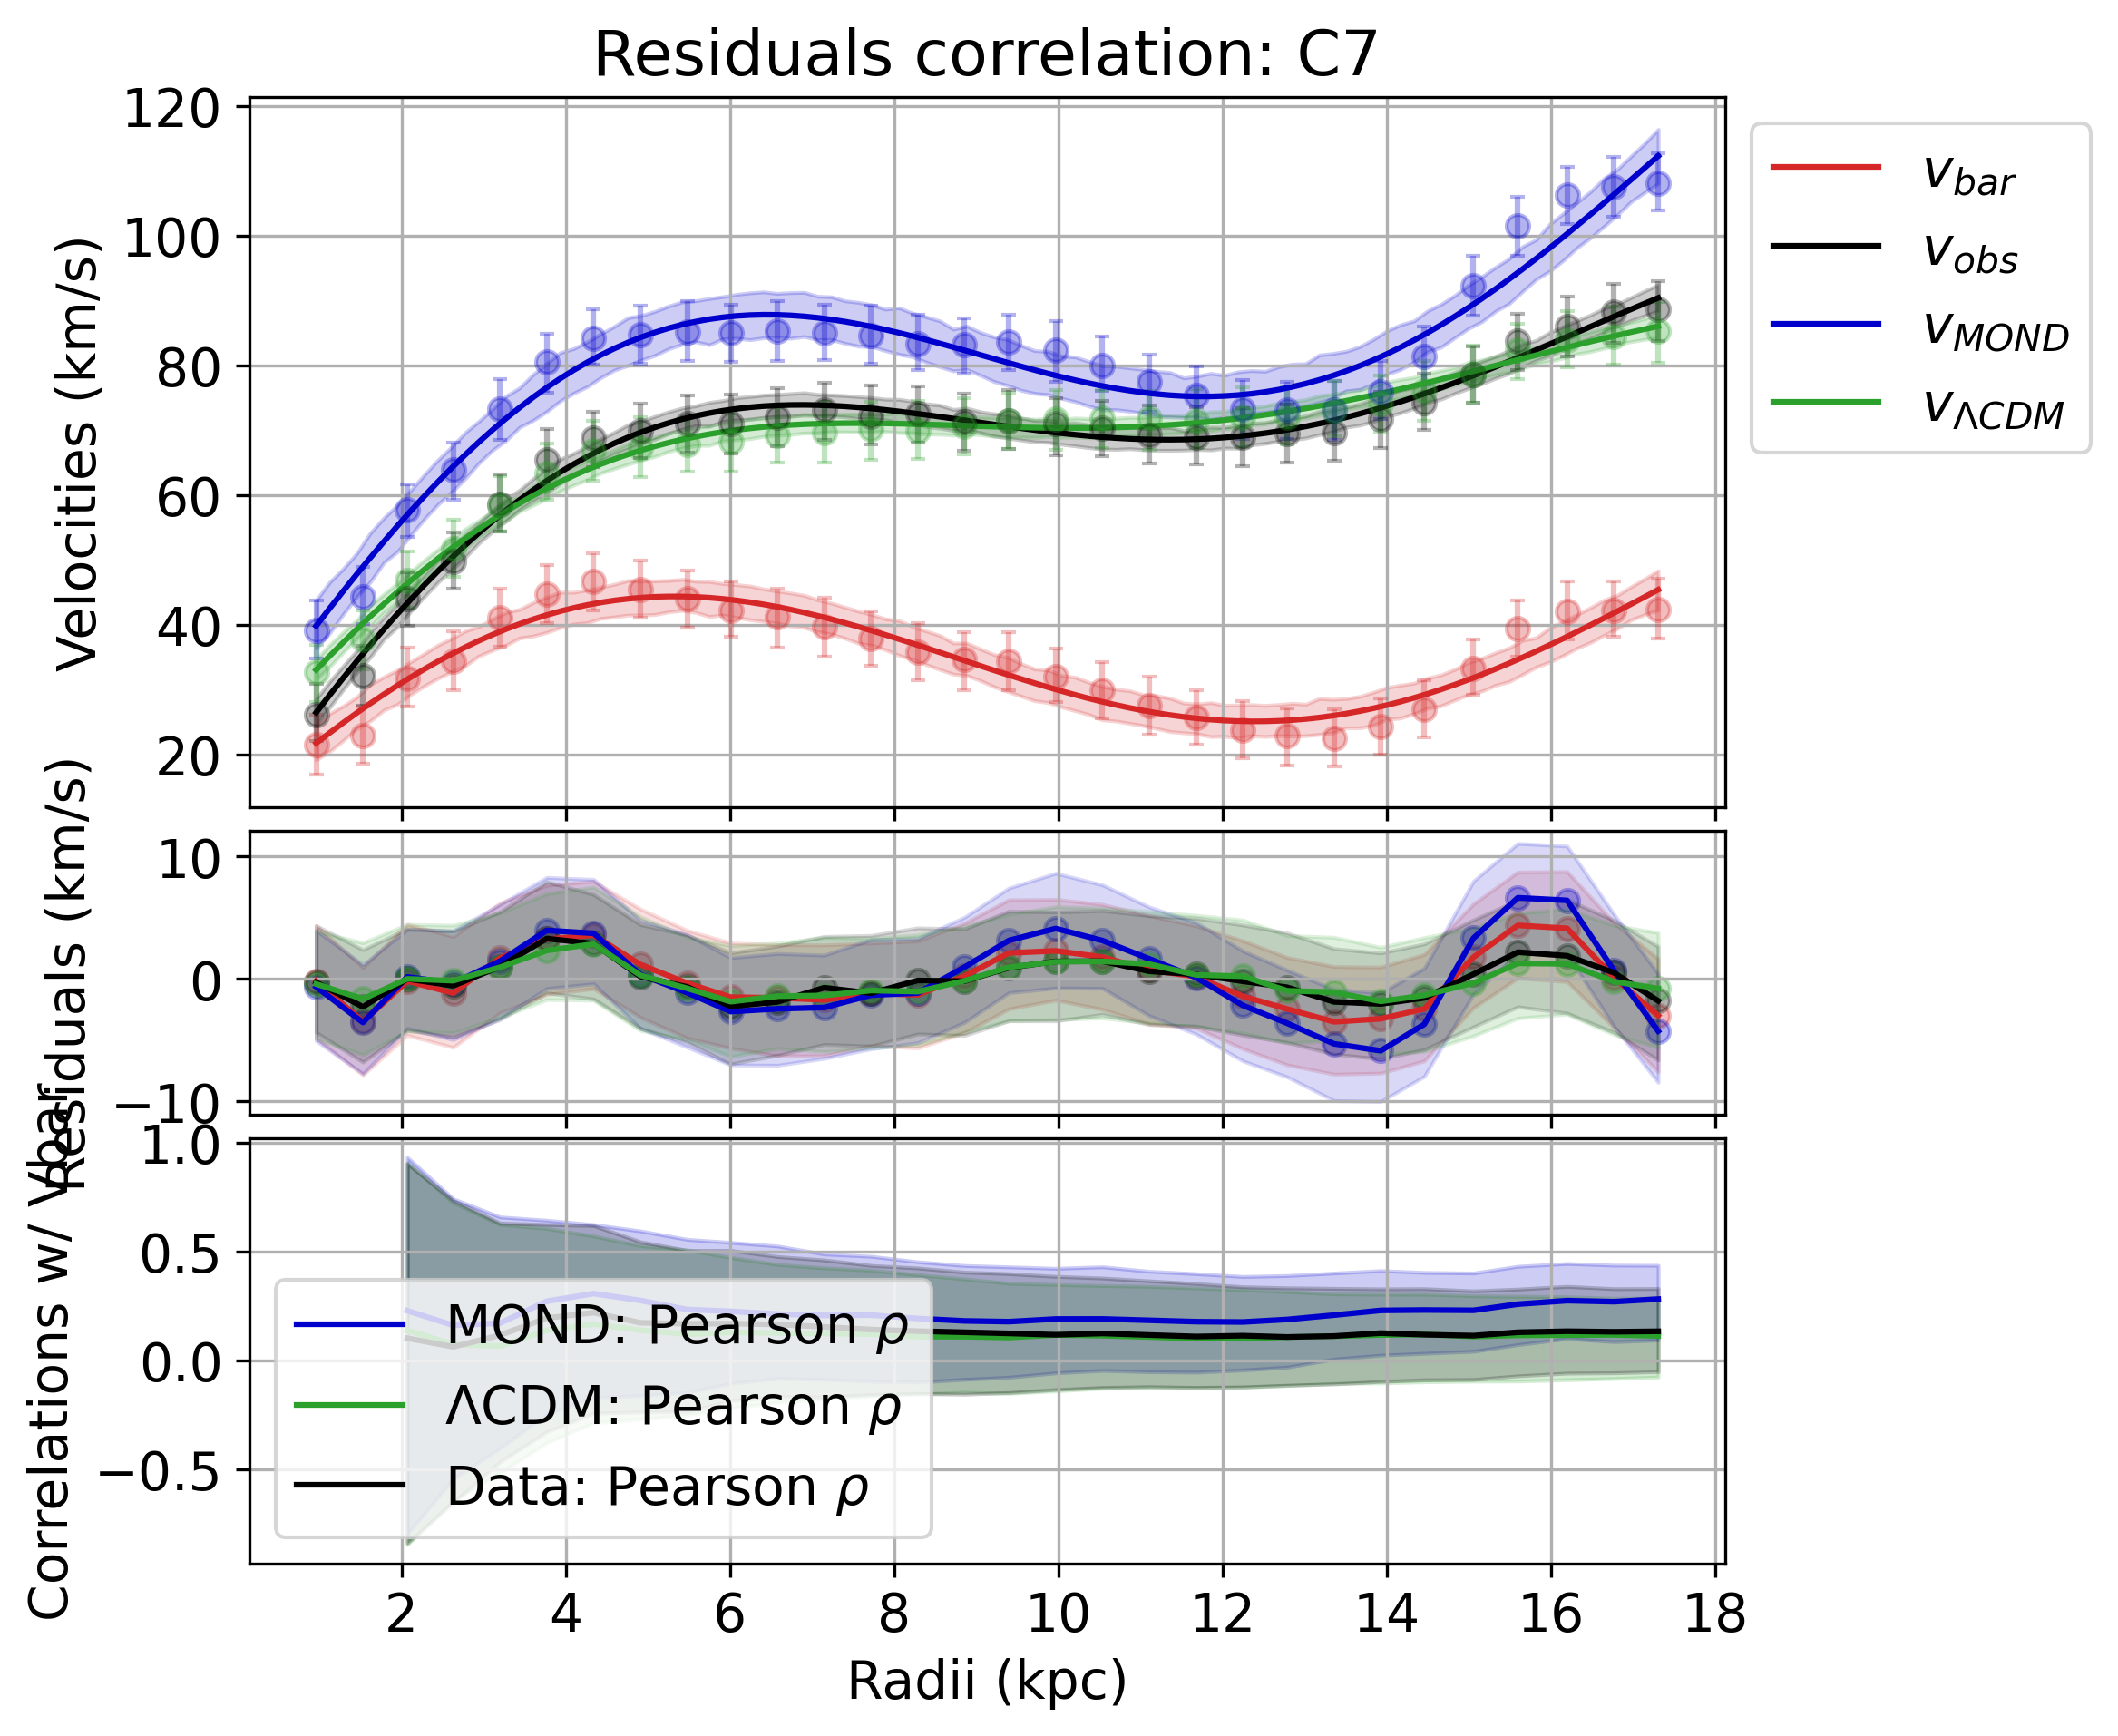 Residuals correlation: C7
Velocities (km/s)
120
100
80
60
40
20
v_bar
v_obs
v_MOND
v_ΛCDM
Residuals (km/s)
10
0
−10
Correlations w/ Vbar
1.0
0.5
0.0
−0.5
MOND: Pearson ρ
ΛCDM: Pearson ρ
Data: Pearson ρ
2 4 6 8 10 12 14 16 18
Radii (kpc)